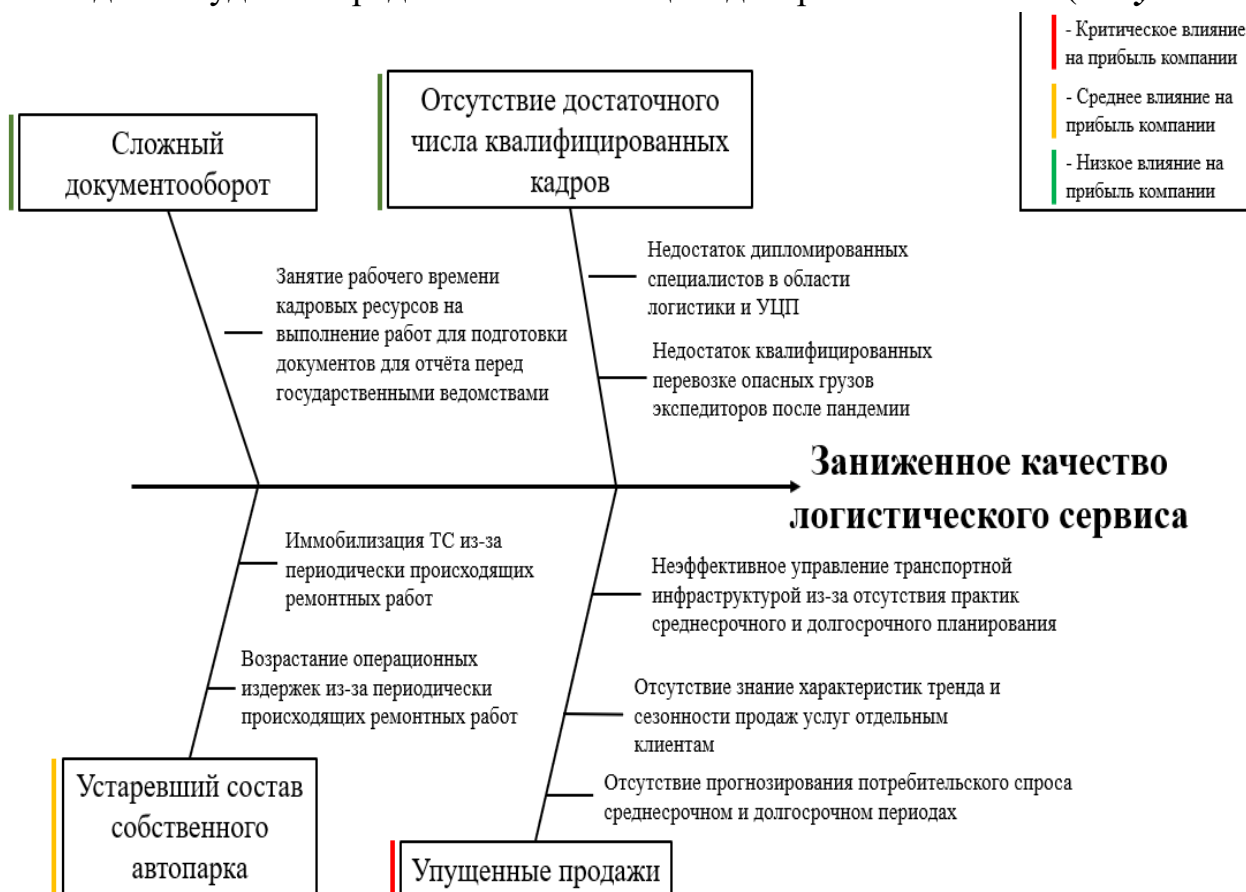 - Критическое влияние
на прибыль компании
- Среднее влияние на
прибыль компании
- Низкое влияние на
прибыль компании
Сложный
документооборот
Отсутствие достаточного
числа квалифицированных
кадров
Занятие рабочего времени
кадровых ресурсов на
выполнение работ для подготовки
документов для отчёта перед
государственными ведомствами
Недостаток дипломированных
специалистов в области
логистики и УЦП
Недостаток квалифицированных
перевозке опасных грузов
экспедиторов после пандемии
Заниженное качество
логистического сервиса
Иммобилизация ТС из-за
периодически происходящих
ремонтных работ
Возрастание операционных
издержек из-за периодически
происходящих ремонтных работ
Неэффективное управление транспортной
инфраструктурой из-за отсутствия практик
среднесрочного и долгосрочного планирования
Отсутствие знание характеристик тренда и
сезонности продаж услуг отдельным
клиентам
Отсутствие прогнозирования потребительского спроса
среднесрочном и долгосрочном периодах
Устаревший состав
собственного
автопарка
Упущенные продажи